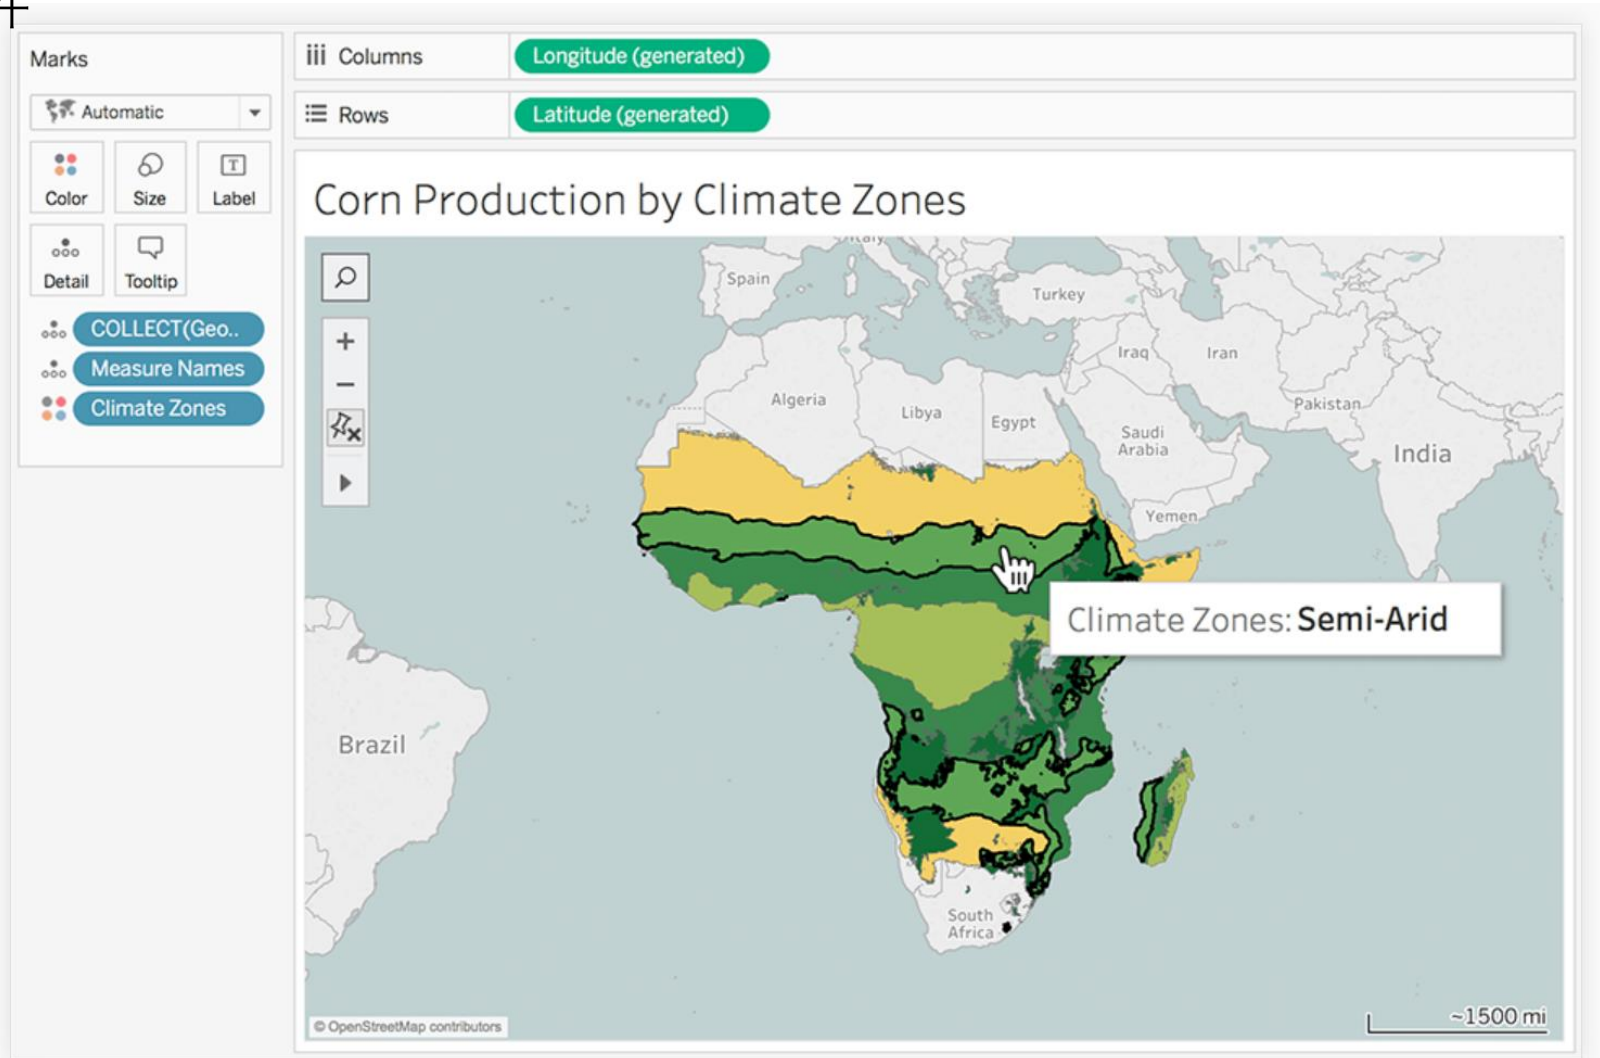 Marks
Automatic
Color
Size
Label
Detail
Tooltip
COLLECT(Geo..
Measure Names
Climate Zones
Columns
Longitude (generated)
Rows
Latitude (generated)
Corn Production by Climate Zones
Italy
Spain
Turkey
Iraq
Iran
Algeria
Libya
Egypt
Pakistan
Saudi
Arabia
India
Yemen
Climate Zones: Semi-Arid
Brazil
South
Africa
© OpenStreetMap contributors
~1500 mi